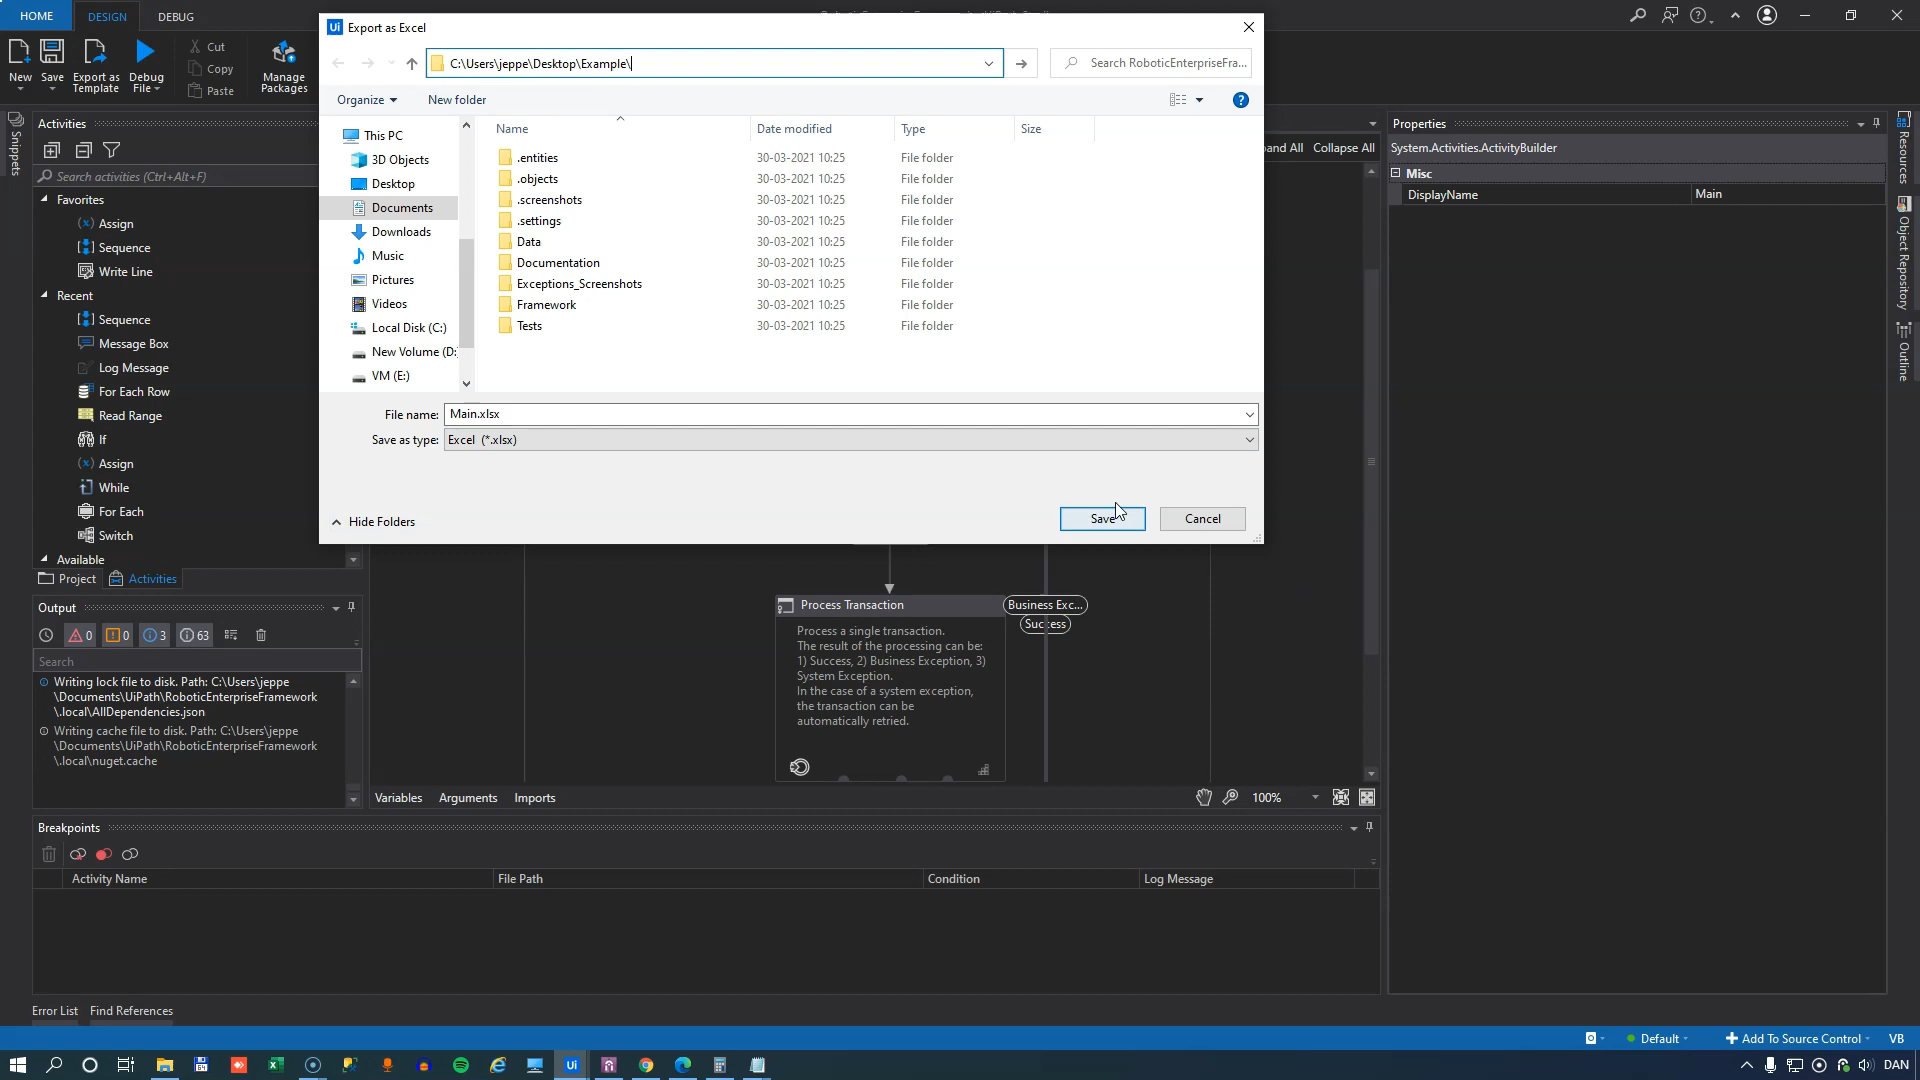 HOME
DESIGN
DEBUG
New
Save
Export as
Template
Debug
File
Cut
Copy
Paste
Manage
Packages
Ui Export as Excel
C:\Users\jeppe\Desktop\Example\
Search RoboticEnterpriseFra...
Organize
New folder
?
This PC
3D Objects
Desktop
Documents
Downloads
Music
Pictures
Videos
Local Disk (C:)
New Volume (D:
VM (E:)
Name Date modified Type Size
.entities 30-03-2021 10:25 File folder
.objects 30-03-2021 10:25 File folder
.screenshots 30-03-2021 10:25 File folder
.settings 30-03-2021 10:25 File folder
Data 30-03-2021 10:25 File folder
Documentation 30-03-2021 10:25 File folder
Exceptions_Screenshots 30-03-2021 10:25 File folder
Framework 30-03-2021 10:25 File folder
Tests 30-03-2021 10:25 File folder
File name: Main.xlsx
Save as type: Excel (*.xlsx)
Hide Folders
Save
Cancel
Snippets
Activities
Search activities (Ctrl+Alt+F)
Favorites
Assign
Sequence
Write Line
Recent
Sequence
Message Box
Log Message
For Each Row
Read Range
If
Assign
While
For Each
Switch
Available
Project
Activities
Output
0
0
3
63
Search
Writing lock file to disk. Path: C:\Users\jeppe
\Documents\UiPath\RoboticEnterpriseFramework
\.local\AllDependencies.json
Writing cache file to disk. Path: C:\Users\jeppe
\Documents\UiPath\RoboticEnterpriseFramework
\.local\nuget.cache
pand All
Collapse All
Process Transaction
Process a single transaction.
The result of the processing can be:
1) Success, 2) Business Exception, 3)
System Exception.
In the case of a system exception,
the transaction can be
automatically retried.
Business Exc...
Success
Variables
Arguments
Imports
100%
Properties
System.Activities.ActivityBuilder
Misc
DisplayName
Main
Resources
Object Repository
Outline
Breakpoints
Activity Name
File Path
Condition
Log Message
Error List
Find References
Default
Add To Source Control
VB
Ui
DAN